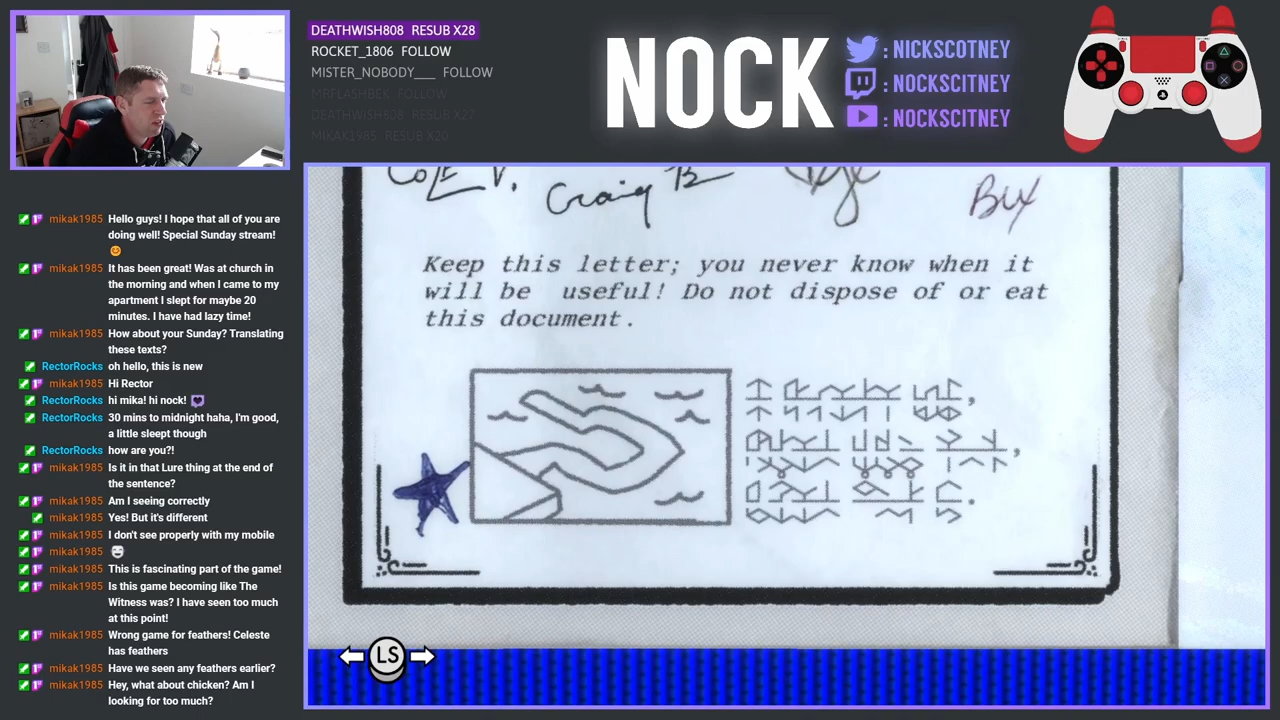 DEATHWISH808 RESUB X28
ROCKET_1806 FOLLOW
MISTER_NOBODY___ FOLLOW
MRFLASHBEK FOLLOW
DEATHWISH808 RESUB X27
MIKAK1985 RESUB X20
NOCK
: NICKSCOTNEY
: NOCKSCITNEY
: NOCKSCITNEY
mikak1985 Hello guys! I hope that all of you are
doing well! Special Sunday stream!
mikak1985 It has been great! Was at church in
the morning and when I came to my
apartment I slept for maybe 20
minutes. I have had lazy time!
mikak1985 How about your Sunday? Translating
these texts?
RectorRocks oh hello, this is new
mikak1985 Hi Rector
RectorRocks hi mika! hi nock!
RectorRocks 30 mins to midnight haha, I'm good,
a little sleept though
RectorRocks how are you?!
mikak1985 Is it in that Lure thing at the end of
the sentence?
mikak1985 Am I seeing correctly
mikak1985 Yes! But it's different
mikak1985 I don't see properly with my mobile
mikak1985
mikak1985 This is fascinating part of the game!
mikak1985 Is this game becoming like The
Witness was? I have seen too much
at this point!
mikak1985 Wrong game for feathers! Celeste
has feathers
mikak1985 Have we seen any feathers earlier?
mikak1985 Hey, what about chicken? Am I
looking for too much?
Craig B
Keep this letter; you never know when it
will be useful! Do not dispose of or eat
this document.
LS